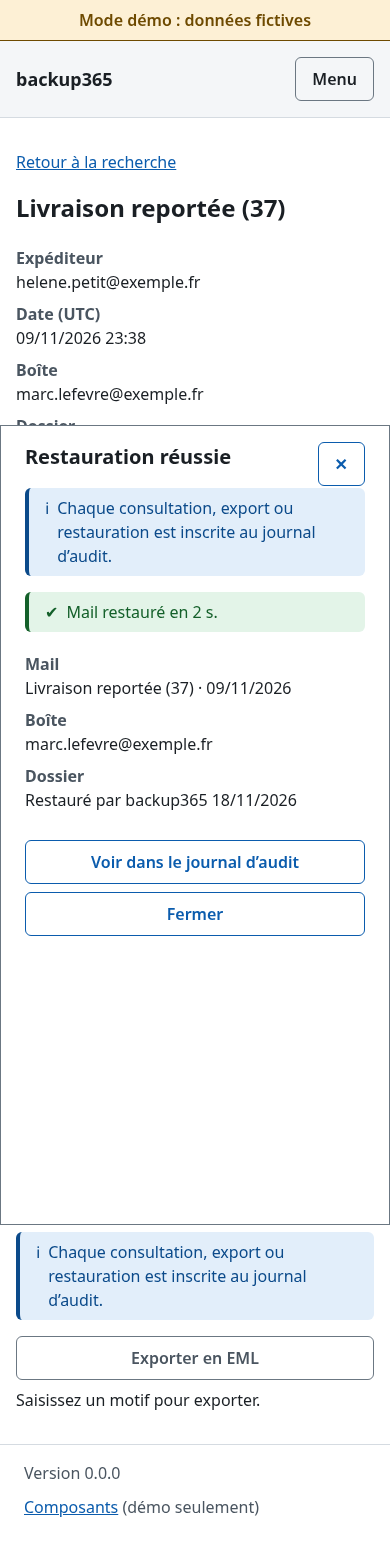 Mode démo : données fictives
backup365
Menu
Retour à la recherche
Livraison reportée (37)
Expéditeur
helene.petit@exemple.fr
Date (UTC)
09/11/2026 23:38
Boîte
marc.lefevre@exemple.fr
Dossier
Restauration réussie
×
i Chaque consultation, export ou
restauration est inscrite au journal
d’audit.
✔ Mail restauré en 2 s.
Mail
Livraison reportée (37) · 09/11/2026
Boîte
marc.lefevre@exemple.fr
Dossier
Restauré par backup365 18/11/2026
Voir dans le journal d’audit
Fermer
i Chaque consultation, export ou
restauration est inscrite au journal
d’audit.
Exporter en EML
Saisissez un motif pour exporter.
Version 0.0.0
Composants (démo seulement)